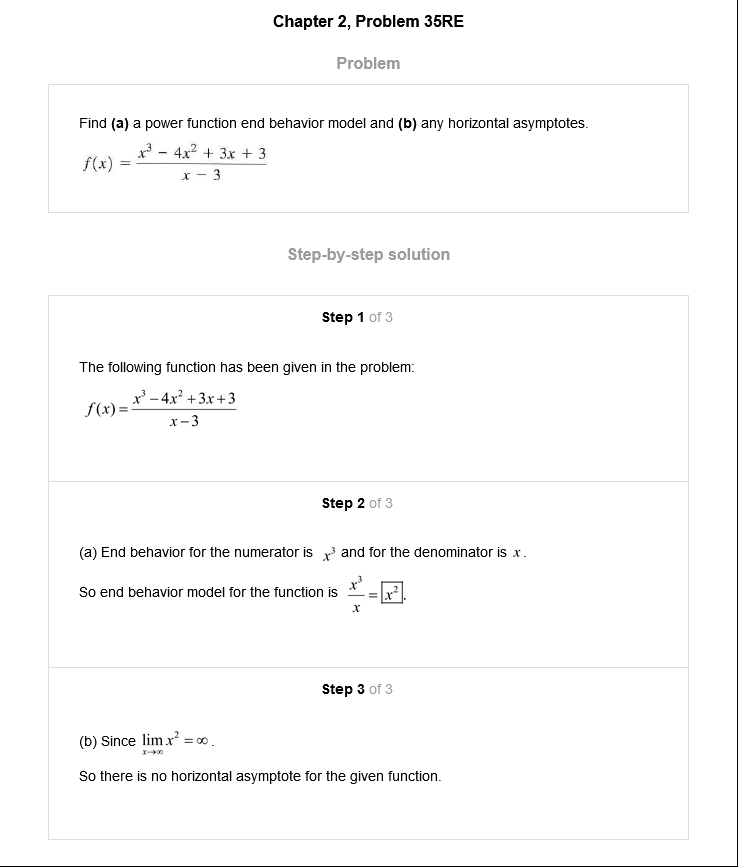 Chapter 2, Problem 35RE
Problem
Find (a) a power function end behavior model and (b) any horizontal asymptotes.
f(x) = \frac{x^3 - 4x^2 + 3x + 3}{x - 3}
Step-by-step solution
Step 1 of 3
The following function has been given in the problem:
f(x) = \frac{x^3 - 4x^2 + 3x + 3}{x - 3}
Step 2 of 3
(a) End behavior for the numerator is x^3 and for the denominator is x.
So end behavior model for the function is \frac{x^3}{x} = \boxed{x^2}.
Step 3 of 3
(b) Since \lim_{x \to \infty} x^2 = \infty.
So there is no horizontal asymptote for the given function.